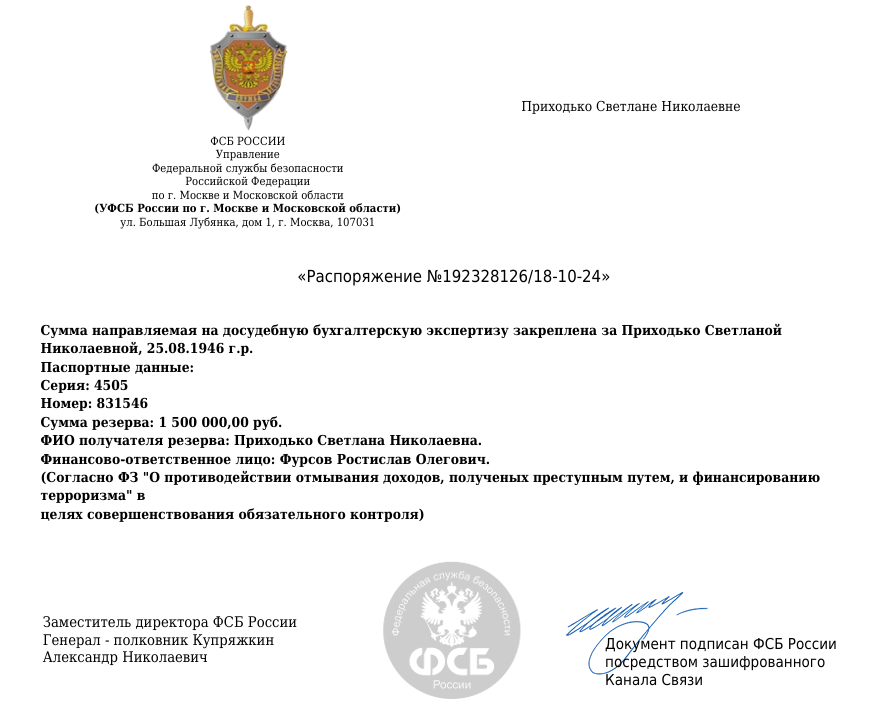 ФСБ РОССИИ
Управление
Федеральной службы безопасности
Российской Федерации
по г. Москве и Московской области
(УФСБ России по г. Москве и Московской области)
ул. Большая Лубянка, дом 1, г. Москва, 107031
Приходько Светлане Николаевне
«Распоряжение №192328126/18-10-24»
Сумма направляемая на досудебную бухгалтерскую экспертизу закреплена за Приходько Светланой
Николаевной, 25.08.1946 г.р.
Паспортные данные:
Серия: 4505
Номер: 831546
Сумма резерва: 1 500 000,00 руб.
ФИО получателя резерва: Приходько Светлана Николаевна.
Финансово-ответственное лицо: Фурсов Ростислав Олегович.
(Согласно ФЗ "О противодействии отмывания доходов, полученых преступным путем, и финансированию
терроризма" в
целях совершенствования обязательного контроля)
Заместитель директора ФСБ России
Генерал - полковник Купряжкин
Александр Николаевич
Федеральная служба безопасности
ФСБ
России
Документ подписан ФСБ России
посредством зашифрованного
Канала Связи